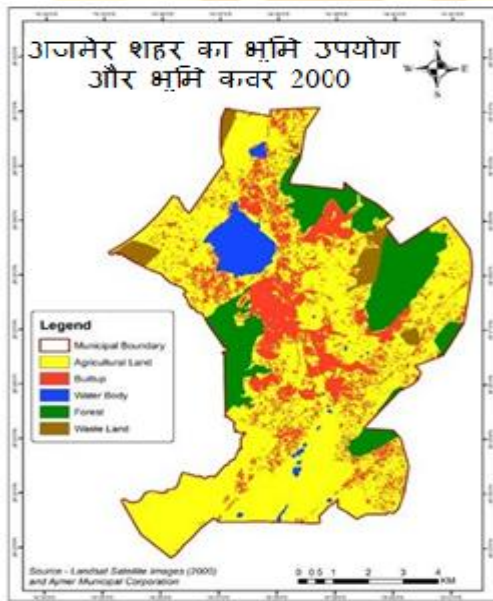 अजमेर शहर का भूमि उपयोग
और भूमि कवर 2000
N
W E
S
Legend
Municipal Boundary
Agricultural Land
Builtup
Water Body
Forest
Waste Land
Source - Landsat Satellite Images (2000)
and Ajmer Municipal Corporation
0 0.5 1 2 3 4
KM